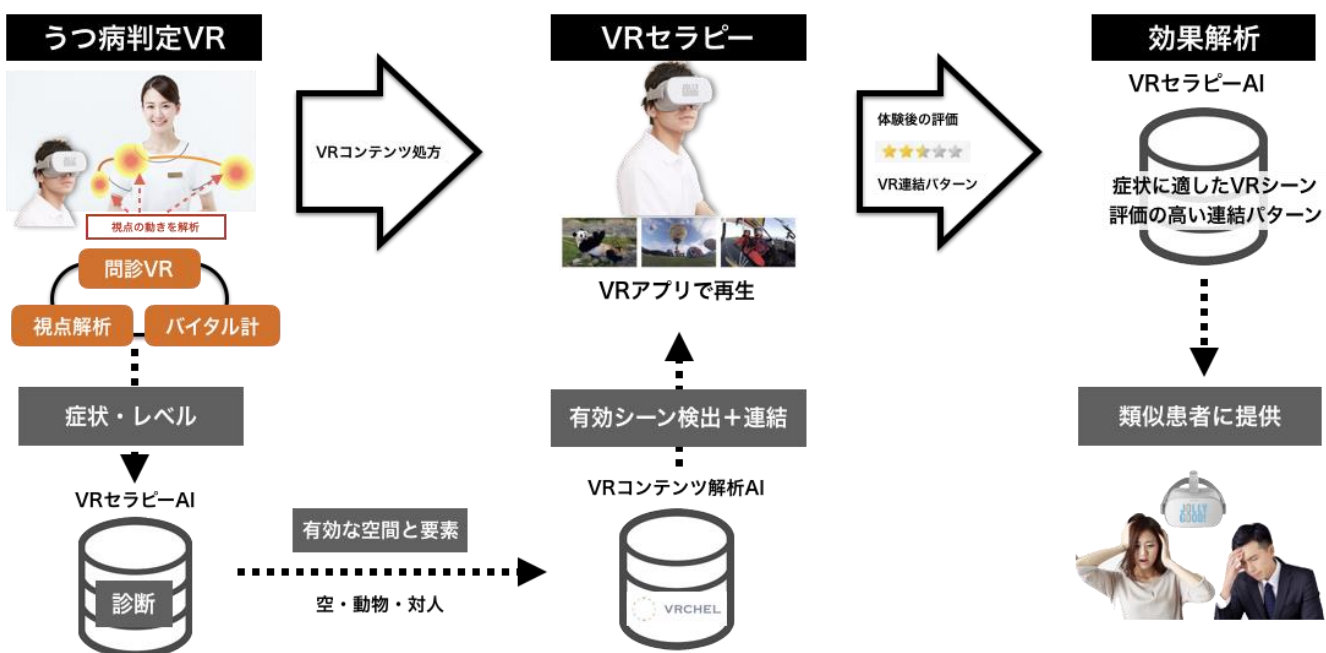 うつ病判定VR
視点の動きを解析
問診VR
視点解析
バイタル計
症状・レベル
VRセラピーAI
診断
VRコンテンツ処方
有効な空間と要素
空・動物・対人
VRセラピー
VRアプリで再生
有効シーン検出+連結
VRコンテンツ解析AI
VRCHEL
体験後の評価
VR連結パターン
効果解析
VRセラピーAI
症状に適したVRシーン
評価の高い連結パターン
類似患者に提供
JOLLY
GOOD!